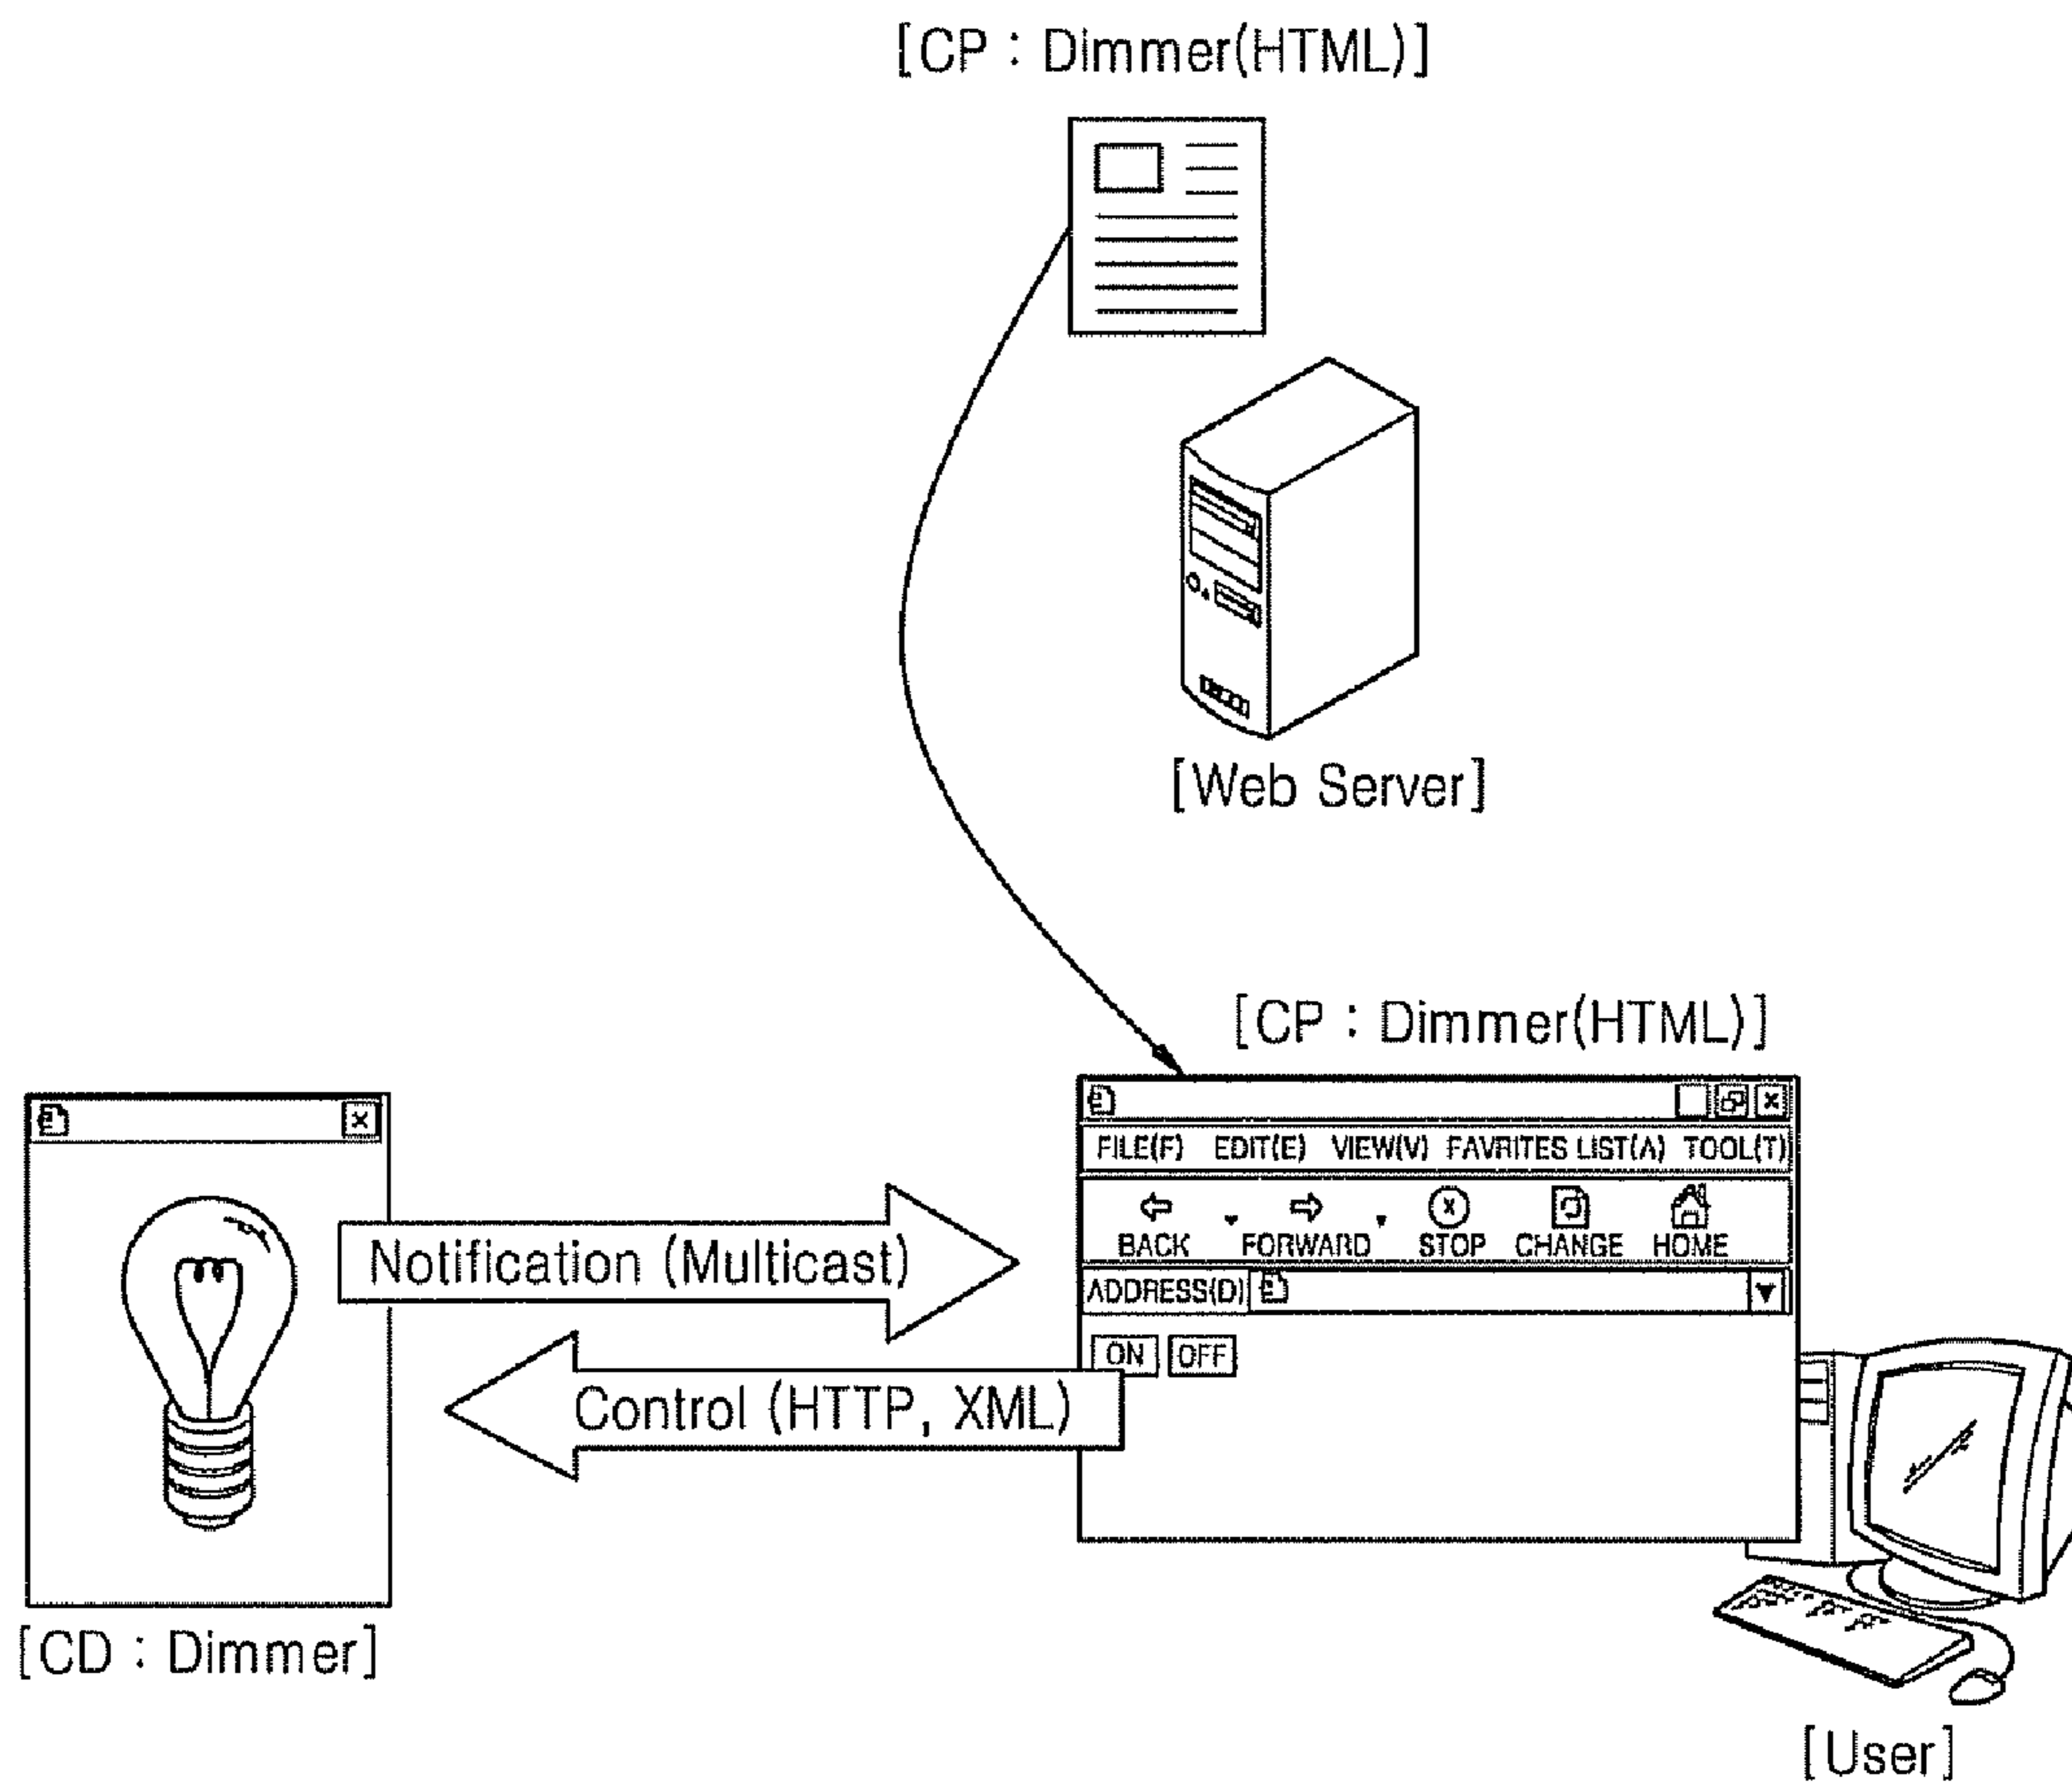 [CP : Dimmer(HTML)]
[Web Server]
[CP : Dimmer(HTML)]
FILE(F) EDIT(E) VIEW(V) FAVRITES LIST(A) TOOL(T)
BACK FORWARD STOP CHANGE HOME
ADDRESS(D)
ON OFF
Notification (Multicast)
Control (HTTP, XML)
[CD : Dimmer]
[User]